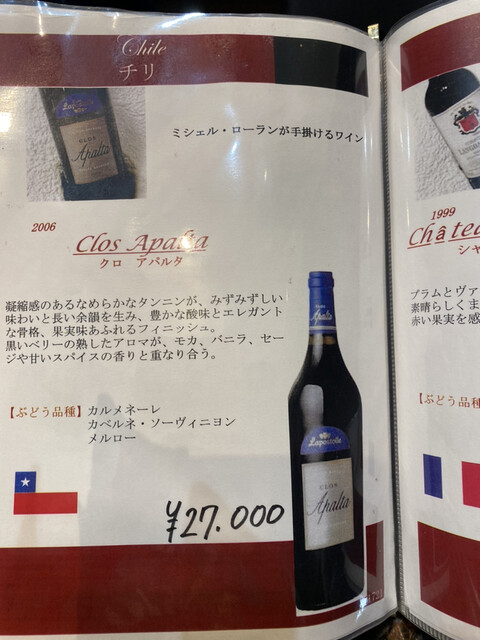 Chile
チリ
CLOS
Apalta
ミシェル・ローランが手掛けるワイン
2006
Clos Apalta
クロ アパルタ
凝縮感のあるなめらかなタンニンが、みずみずしい
味わいと長い余韻を生み、豊かな酸味とエレガント
な骨格、果実味あふれるフィニッシュ。
黒いベリーの熟したアロマが、モカ、バニラ、セー
ジや甘いスパイスの香りと重なり合う。
【ぶどう品種】カルメネーレ
カベルネ・ソーヴィニヨン
メルロー
¥27.000
Apalta
Lapostolle
CLOS
Apalta
1999
Châtea
シャ
プラムとヴァ
素晴らしくま
赤い果実を感
【ぶどう品種